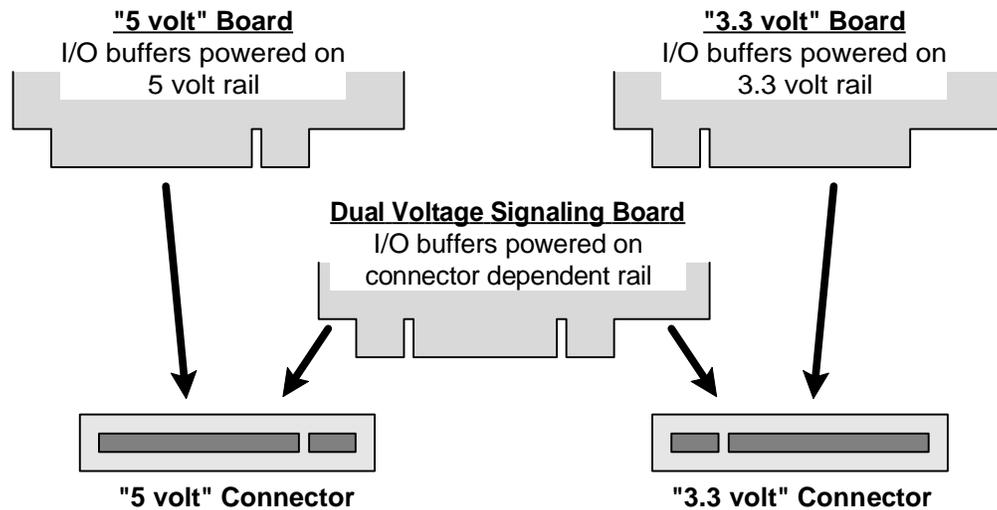 "5 volt" Board
I/O buffers powered on
5 volt rail
"3.3 volt" Board
I/O buffers powered on
3.3 volt rail
Dual Voltage Signaling Board
I/O buffers powered on
connector dependent rail
"5 volt" Connector
"3.3 volt" Connector